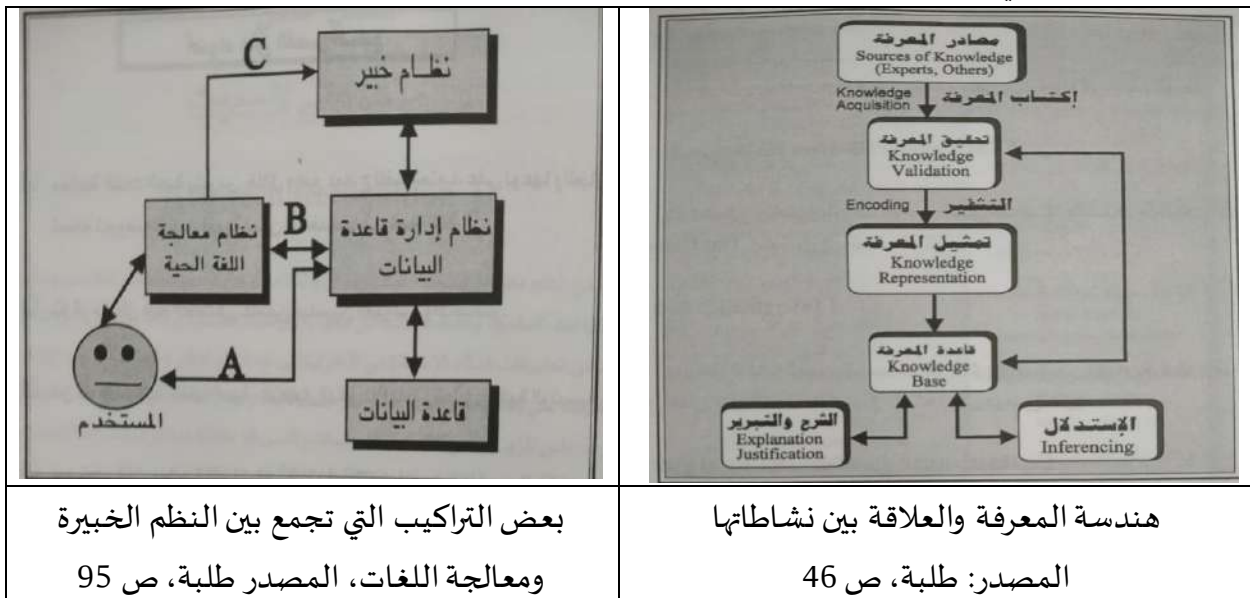 مصادر المعرفة
Sources of Knowledge
(Experts, Others)
Knowledge
Acquisition
إكتساب المعرفة
تحقيق المعرفة
Knowledge
Validation
Encoding
التشفير
تمثيل المعرفة
Knowledge
Representation
قاعدة المعرفة
Knowledge
Base
الشرح والتبرير
Explanation
Justification
الإستدلال
Inferencing
هندسة المعرفة والعلاقة بين نشاطاتها
المصدر: طلبة، ص 46
C
نظام خبير
B
نظام معالجة
اللغة الحية
نظام إدارة قاعدة
البيانات
A
المستخدم
قاعدة البيانات
بعض التراكيب التي تجمع بين النظم الخبيرة
ومعالجة اللغات، المصدر طلبة، ص 95